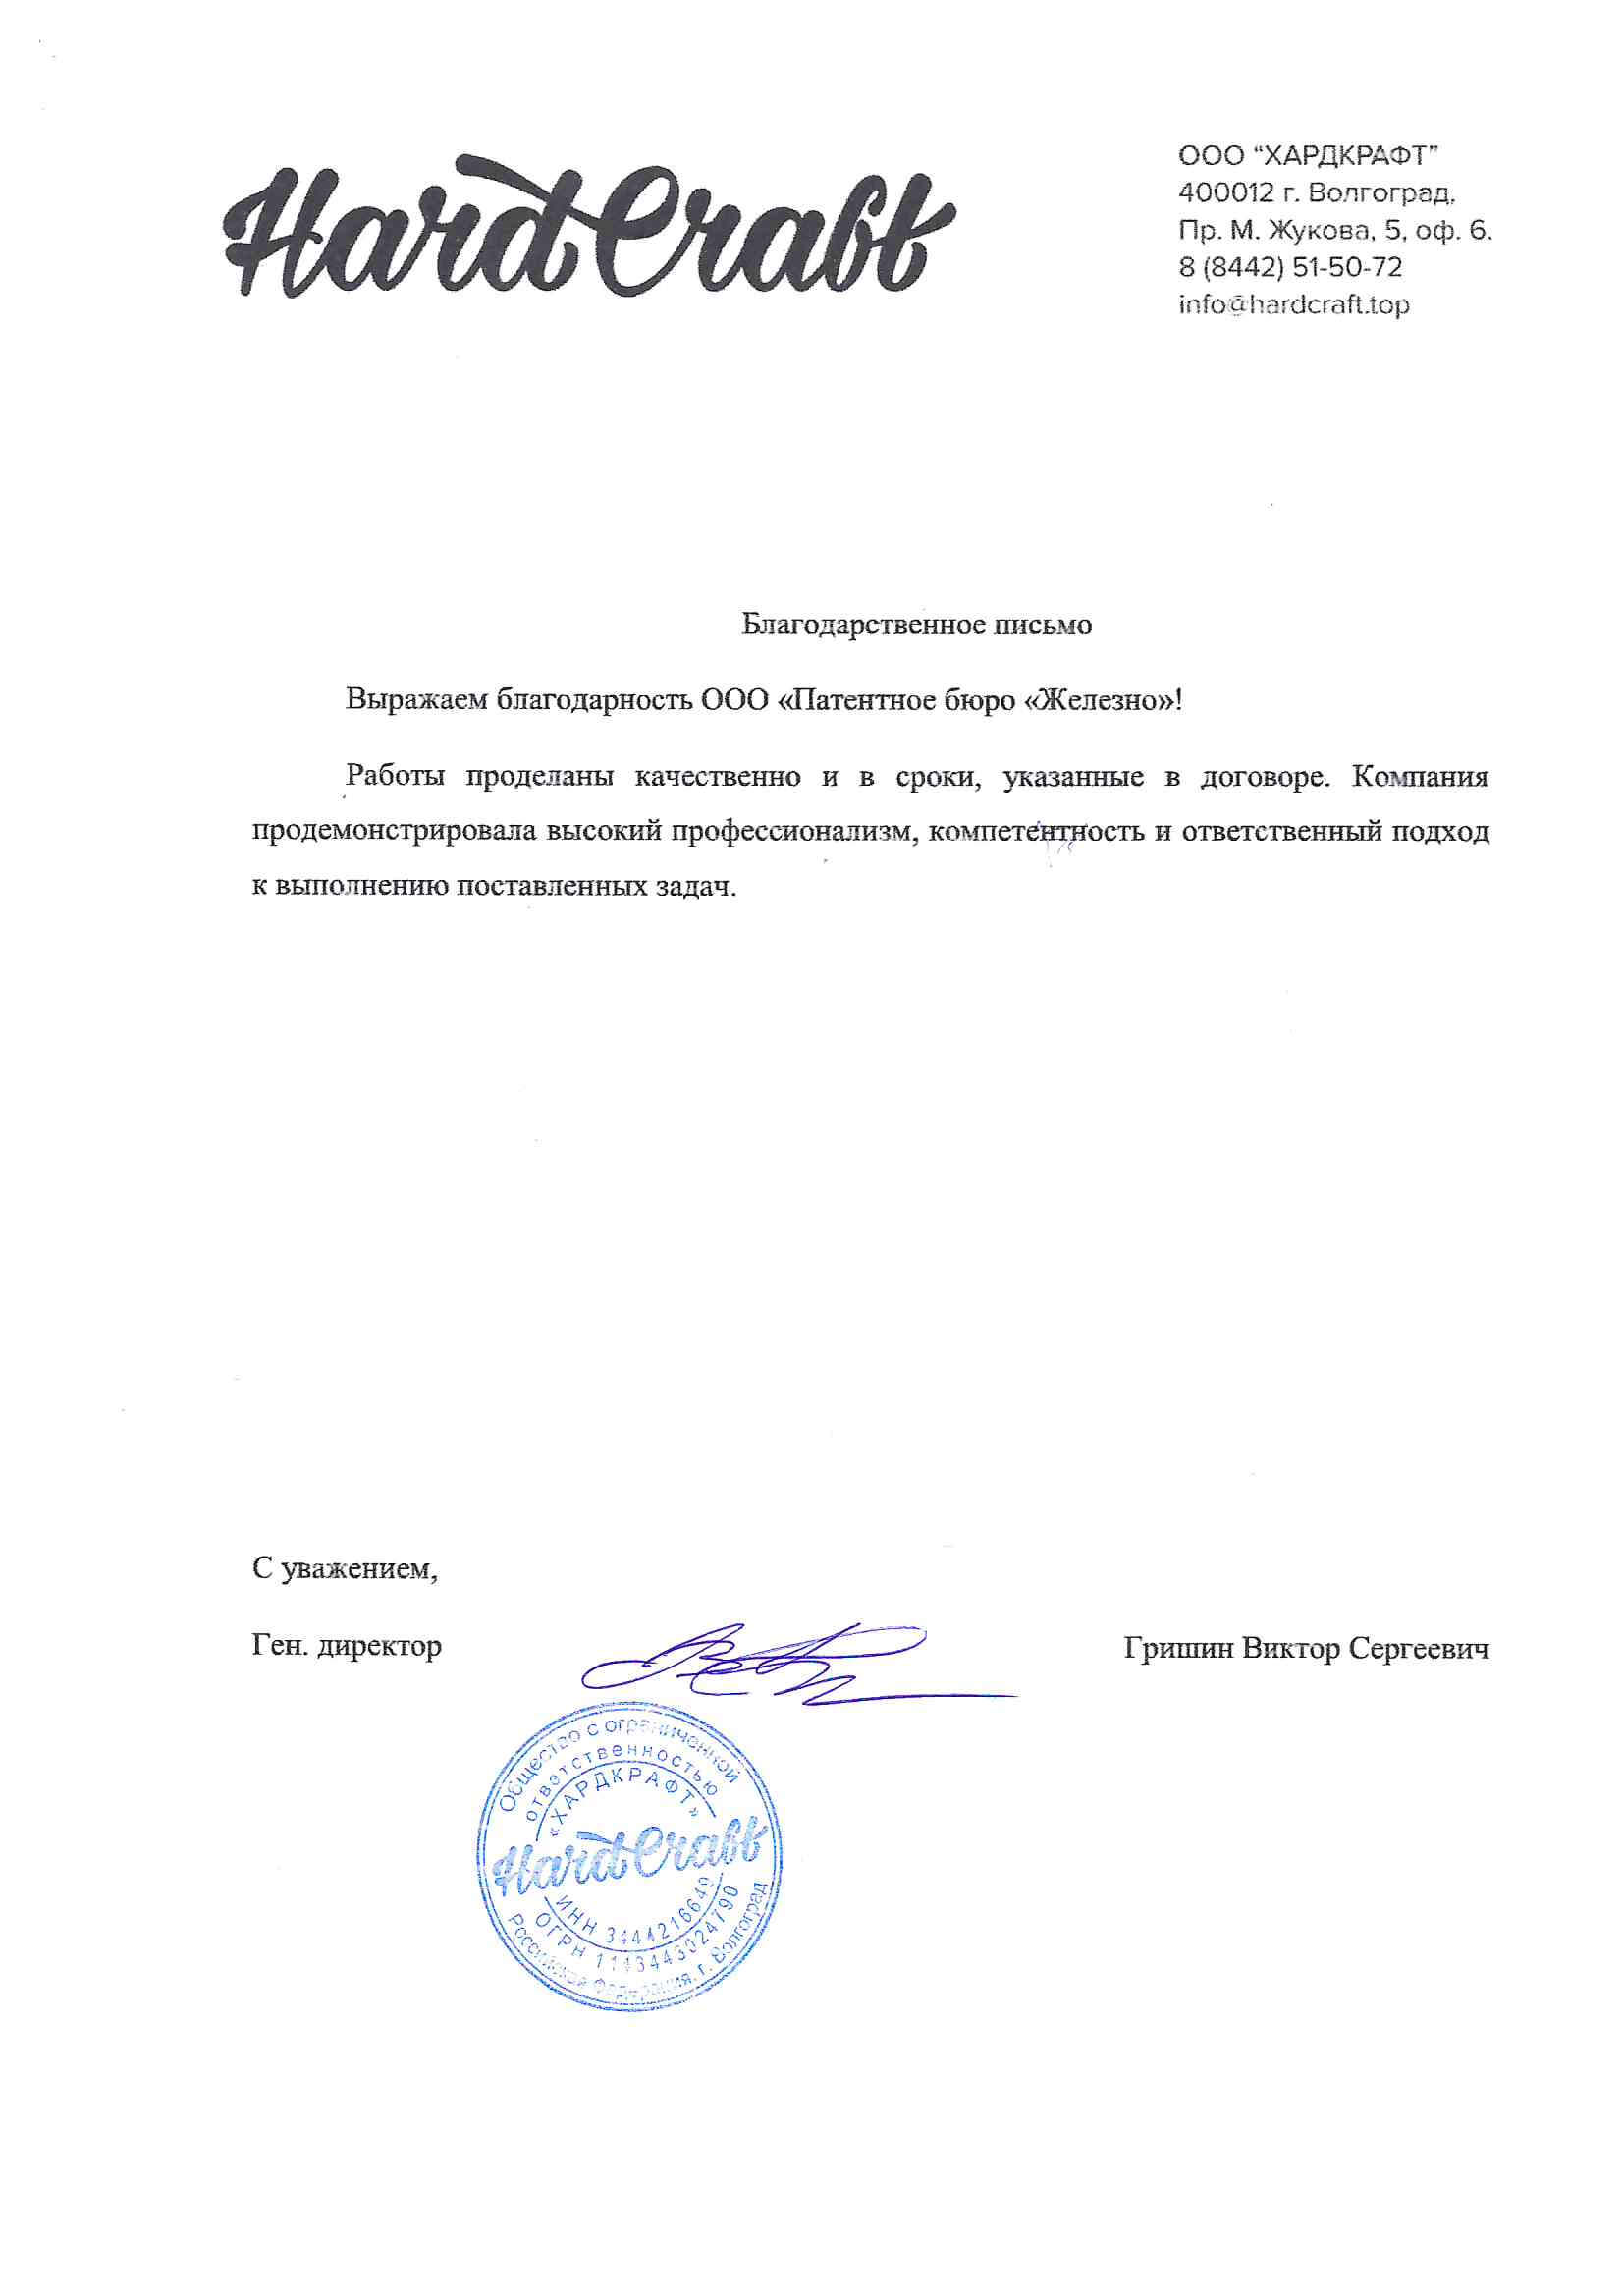 HardCraft
ООО “ХАРДКРАФТ”
400012 г. Волгоград,
Пр. М. Жукова, 5, оф. 6.
8 (8442) 51-50-72
info@hardcraft.top
Благодарственное письмо
Выражаем благодарность ООО «Патентное бюро «Железно»!
Работы проделаны качественно и в сроки, указанные в договоре. Компания
продемонстрировала высокий профессионализм, компетентность и ответственный подход
к выполнению поставленных задач.
С уважением,
Ген. директор
Гришин Виктор Сергеевич
Общество с ограниченной
ответственностью
«ХАРДКРАФТ»
HardCraft
ИНН 3444216649
ОГРН 1143443024790
Российская Федерация, г. Волгоград